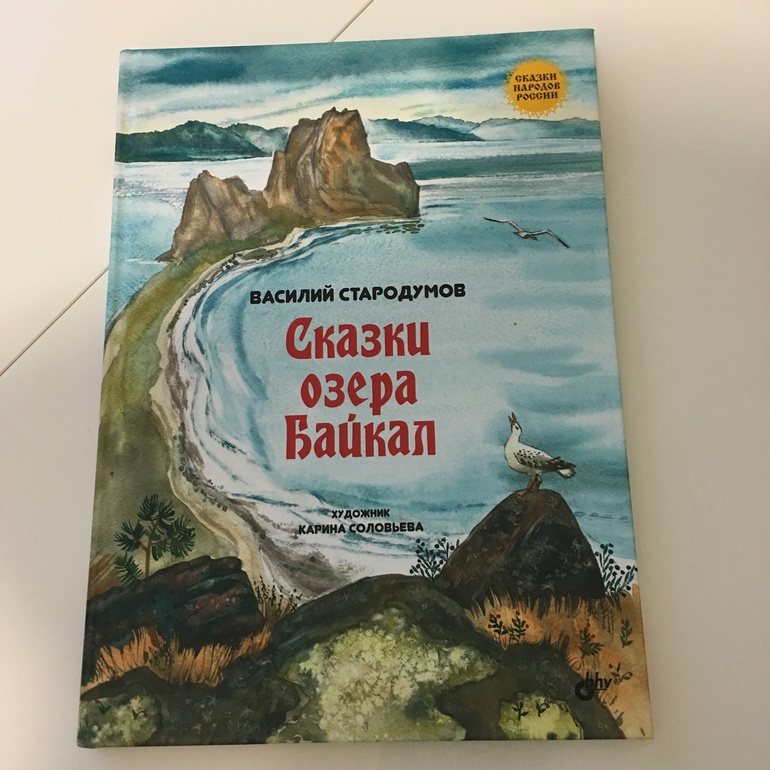 СКАЗКИ
НАРОДОВ
РОССИИ
ВАСИЛИЙ СТАРОДУМОВ
Сказки
озера
Байкал
ХУДОЖНИК
КАРИНА СОЛОВЬЕВА
bhv